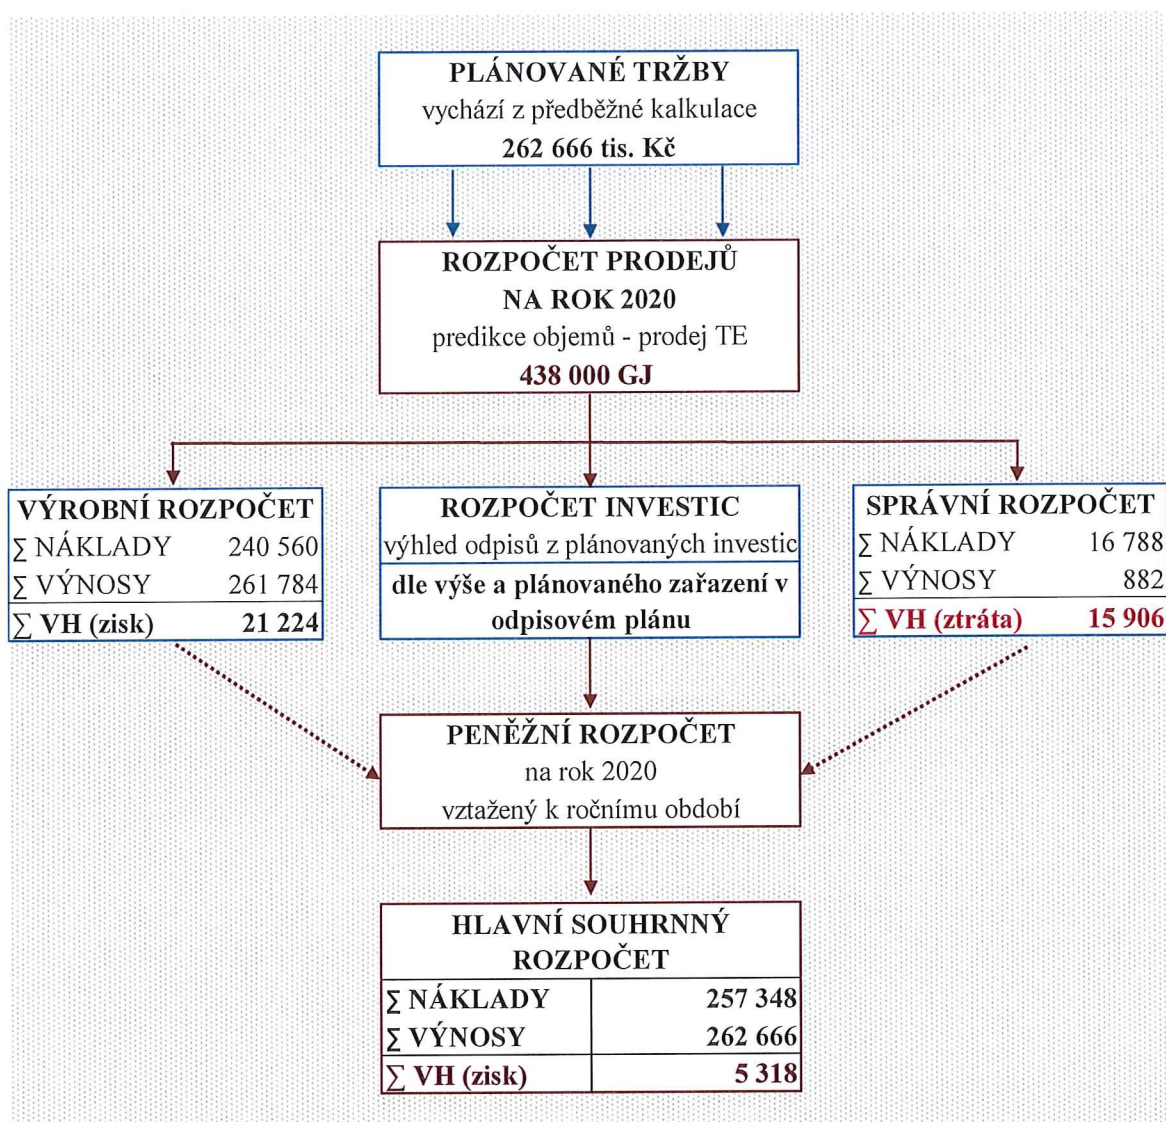 PLÁNOVANÉ TRŽBY
vychází z předběžné kalkulace
262 666 tis. Kč
ROZPOČET PRODEJŮ
NA ROK 2020
predikce objemů - prodej TE
438 000 GJ
VÝROBNÍ ROZPOČET
∑ NÁKLADY 240 560
∑ VÝNOSY 261 784
∑ VH (zisk) 21 224
ROZPOČET INVESTIC
výhled odpisů z plánovaných investic
dle výše a plánovaného zařazení v
odpisovém plánu
SPRÁVNÍ ROZPOČET
∑ NÁKLADY 16 788
∑ VÝNOSY 882
∑ VH (ztráta) 15 906
PENĚŽNÍ ROZPOČET
na rok 2020
vztažený k ročnímu období
HLAVNÍ SOUHRNNÝ
ROZPOČET
∑ NÁKLADY 257 348
∑ VÝNOSY 262 666
∑ VH (zisk) 5 318